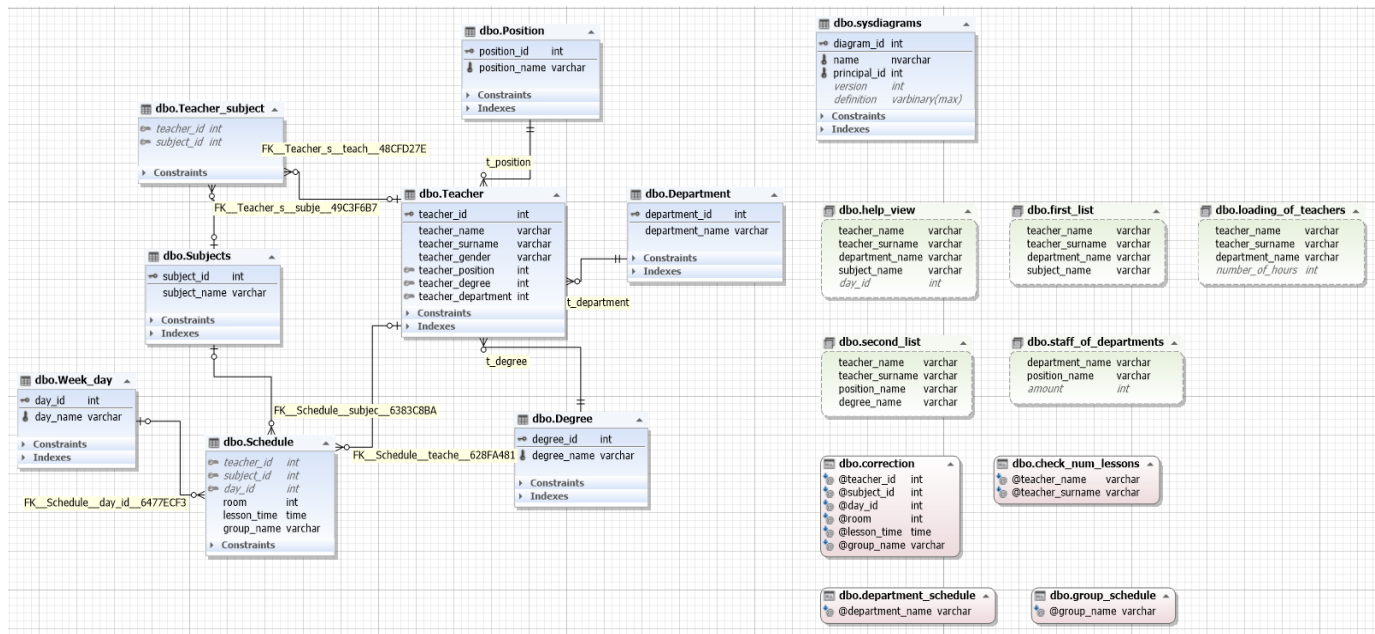 dbo.Position
position_id int
position_name varchar
Constraints
Indexes
dbo.sysdiagrams
diagram_id int
name nvarchar
principal_id int
version int
definition varbinary(max)
Constraints
Indexes
dbo.Teacher_subject
teacher_id int
subject_id int
Constraints
FK__Teacher_s__teach__48CFD27E
t_position
FK__Teacher_s__subje__49C3F6B7
dbo.Teacher
teacher_id int
teacher_name varchar
teacher_surname varchar
teacher_gender varchar
teacher_position int
teacher_degree int
teacher_department int
Constraints
Indexes
dbo.Department
department_id int
department_name varchar
Constraints
Indexes
t_department
dbo.help_view
teacher_name varchar
teacher_surname varchar
department_name varchar
subject_name varchar
day_id int
dbo.first_list
teacher_name varchar
teacher_surname varchar
department_name varchar
subject_name varchar
dbo.loading_of_teachers
teacher_name varchar
teacher_surname varchar
department_name varchar
number_of_hours int
dbo.Subjects
subject_id int
subject_name varchar
Constraints
Indexes
t_degree
dbo.second_list
teacher_name varchar
teacher_surname varchar
position_name varchar
degree_name varchar
dbo.staff_of_departments
department_name varchar
position_name varchar
amount int
dbo.Week_day
day_id int
day_name varchar
Constraints
Indexes
FK__Schedule__subjec__6383C8BA
dbo.Degree
degree_id int
degree_name varchar
Constraints
Indexes
dbo.Schedule
teacher_id int
subject_id int
day_id int
room int
lesson_time time
group_name varchar
Constraints
FK__Schedule__teache__628FA481
FK__Schedule__day_id__6477ECF3
dbo.correction
@teacher_id int
@subject_id int
@day_id int
@room int
@lesson_time time
@group_name varchar
dbo.check_num_lessons
@teacher_name varchar
@teacher_surname varchar
dbo.department_schedule
@department_name varchar
dbo.group_schedule
@group_name varchar